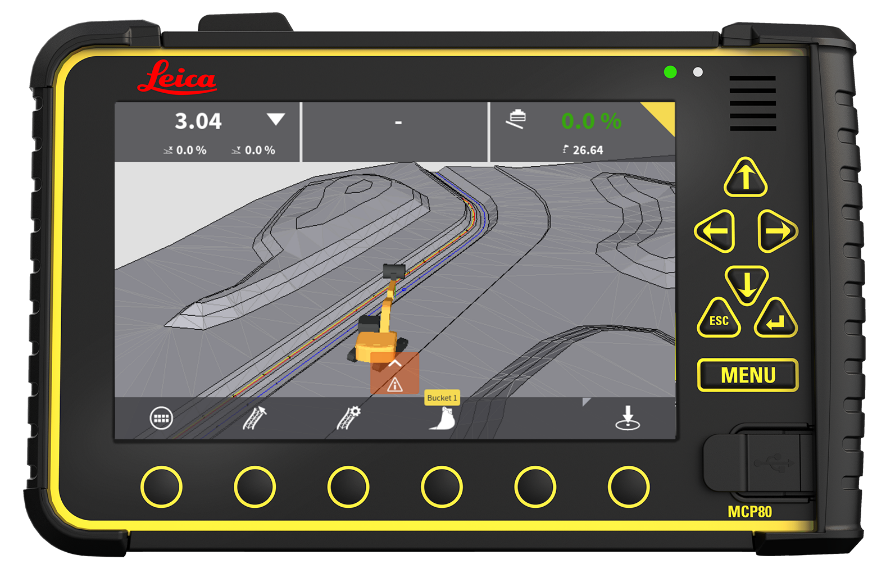 Leica
3.04
-
0.0 %
0.0 %
0.0 %
26.64
Bucket 1
ESC
MENU
MCP80